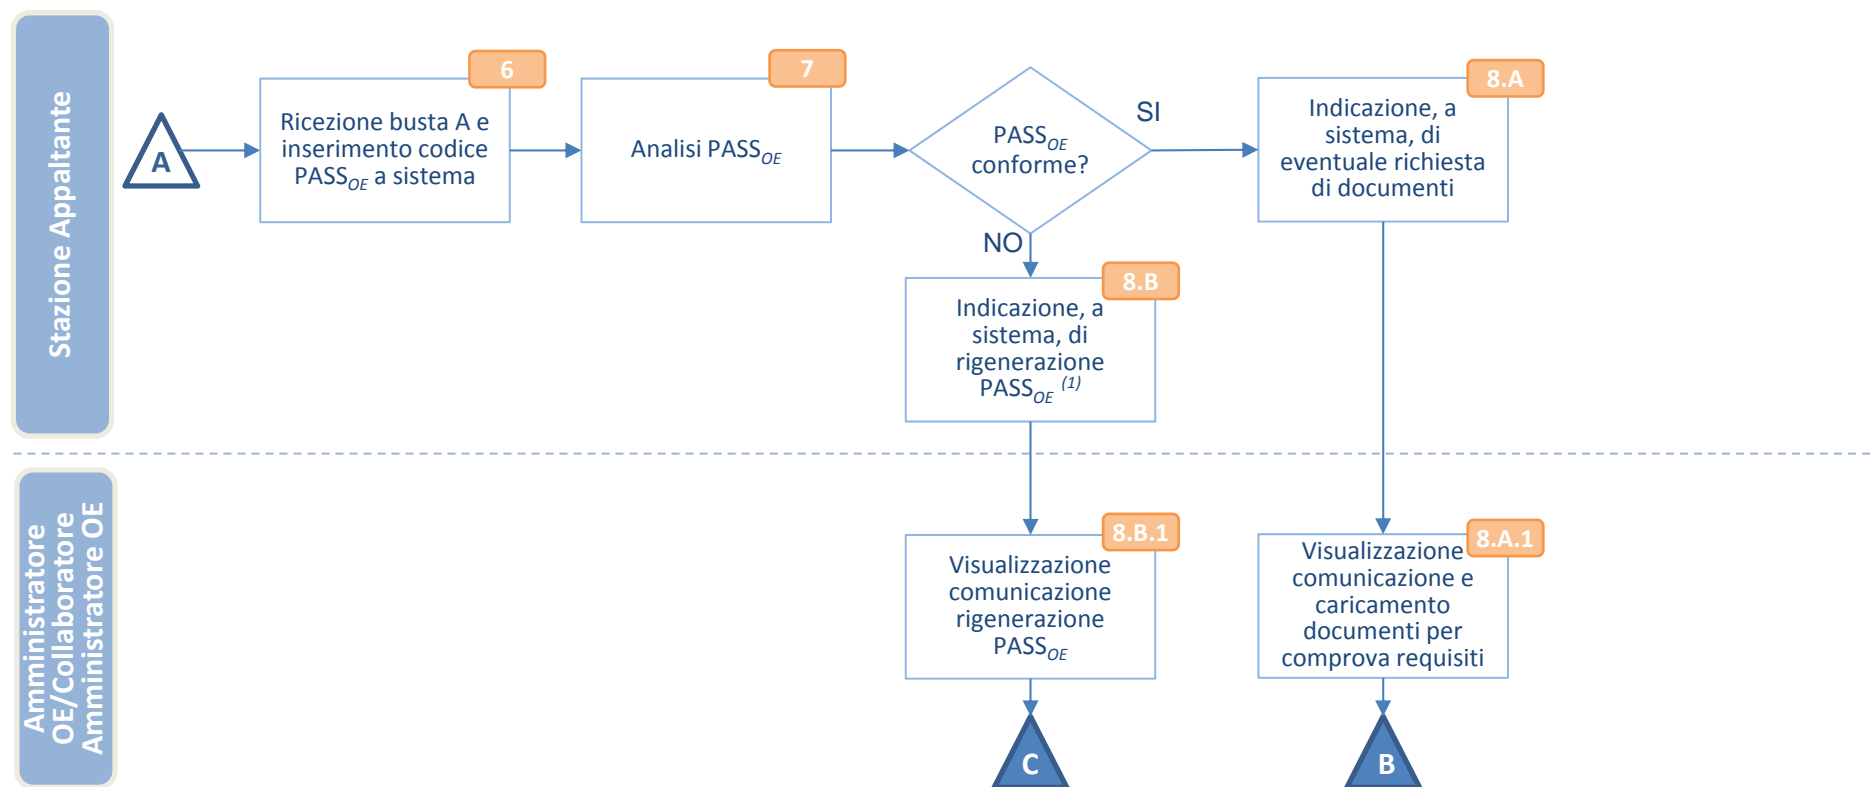 Stazione Appaltante
A
6
Ricezione busta A e
inserimento codice
PASSOE a sistema
7
Analisi PASSOE
PASSOE
conforme?
SI
NO
8.A
Indicazione, a
sistema, di
eventuale richiesta
di documenti
8.B
Indicazione, a
sistema, di
rigenerazione
PASSOE (1)
Amministratore
OE/Collaboratore
Amministratore OE
8.B.1
Visualizzazione
comunicazione
rigenerazione
PASSOE
8.A.1
Visualizzazione
comunicazione e
caricamento
documenti per
comprova requisiti
C
B